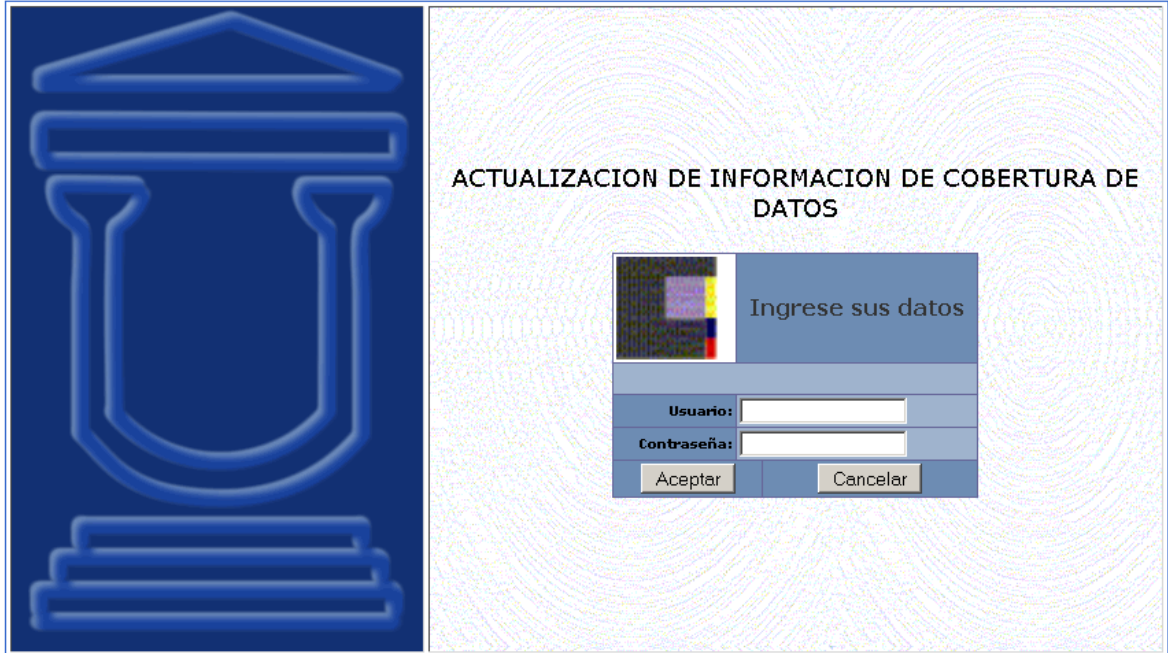 ACTUALIZACION DE INFORMACION DE COBERTURA DE
DATOS
Ingrese sus datos
Usuario:
Contraseña:
Aceptar
Cancelar